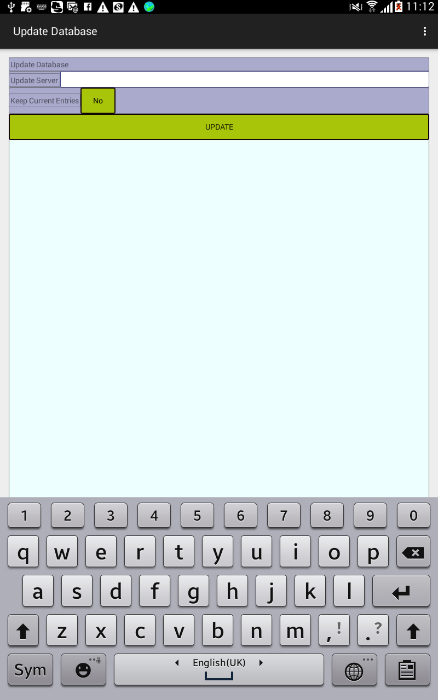 11:12
Update Database
Update Database
Update Server
Keep Current Entries No
UPDATE
1 2 3 4 5 6 7 8 9 0
q w e r t y u i o p
a s d f g h j k l
z x c v b n m , ! . ?
Sym English(UK)